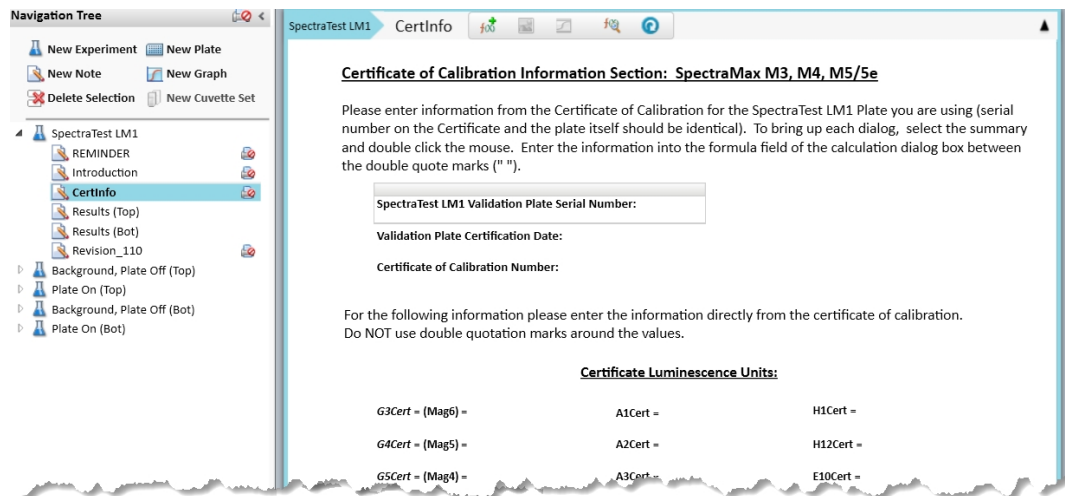 Navigation Tree
New Experiment New Plate
New Note New Graph
Delete Selection New Cuvette Set
SpectraTest LM1
REMINDER
Introduction
CertInfo
Results (Top)
Results (Bot)
Revision_110
Background, Plate Off (Top)
Plate On (Top)
Background, Plate Off (Bot)
Plate On (Bot)
SpectraTest LM1 CertInfo
Certificate of Calibration Information Section: SpectraMax M3, M4, M5/5e
Please enter information from the Certificate of Calibration for the SpectraTest LM1 Plate you are using (serial
number on the Certificate and the plate itself should be identical). To bring up each dialog, select the summary
and double click the mouse. Enter the information into the formula field of the calculation dialog box between
the double quote marks (" ").
SpectraTest LM1 Validation Plate Serial Number:
Validation Plate Certification Date:
Certificate of Calibration Number:
For the following information please enter the information directly from the certificate of calibration.
Do NOT use double quotation marks around the values.
Certificate Luminescence Units:
G3Cert = (Mag6) = A1Cert = H1Cert =
G4Cert = (Mag5) = A2Cert = H12Cert =
G5Cert = (Mag4) = A3Cert = E10Cert =